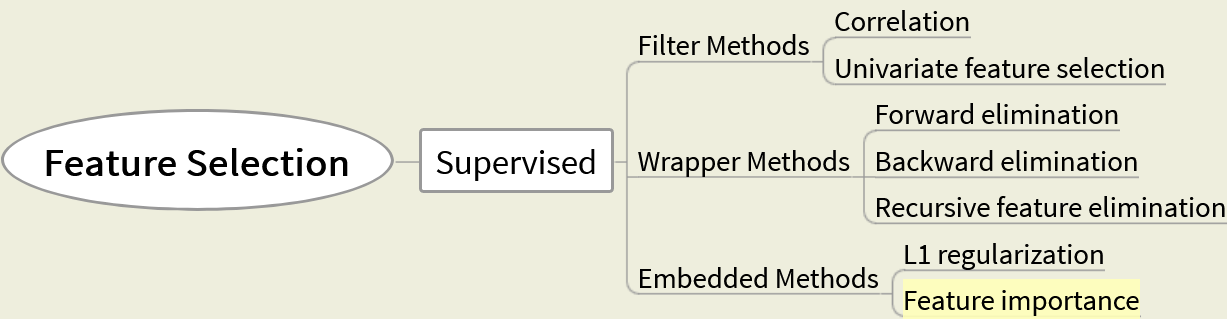 Feature Selection
Supervised
Filter Methods
Correlation
Univariate feature selection
Wrapper Methods
Forward elimination
Backward elimination
Recursive feature elimination
Embedded Methods
L1 regularization
Feature importance